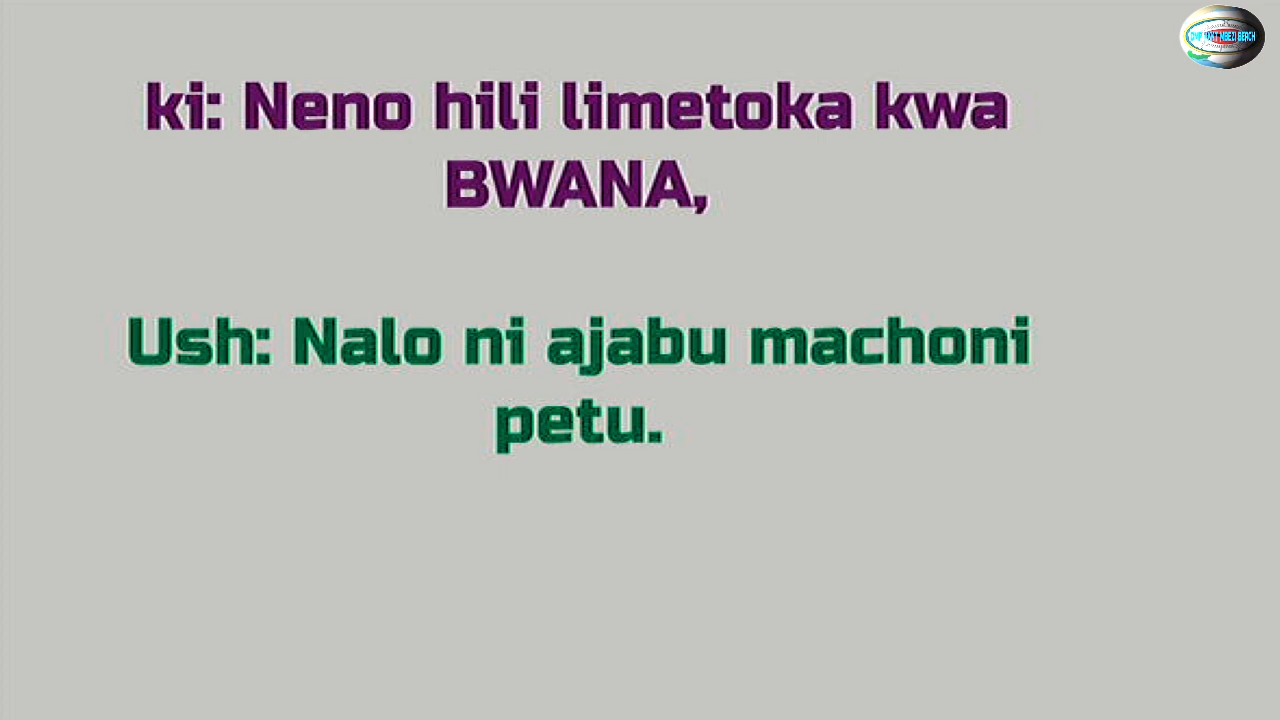 ki: Neno hili limetoka kwa
BWANA,
Ush: Nalo ni ajabu machoni
petu.